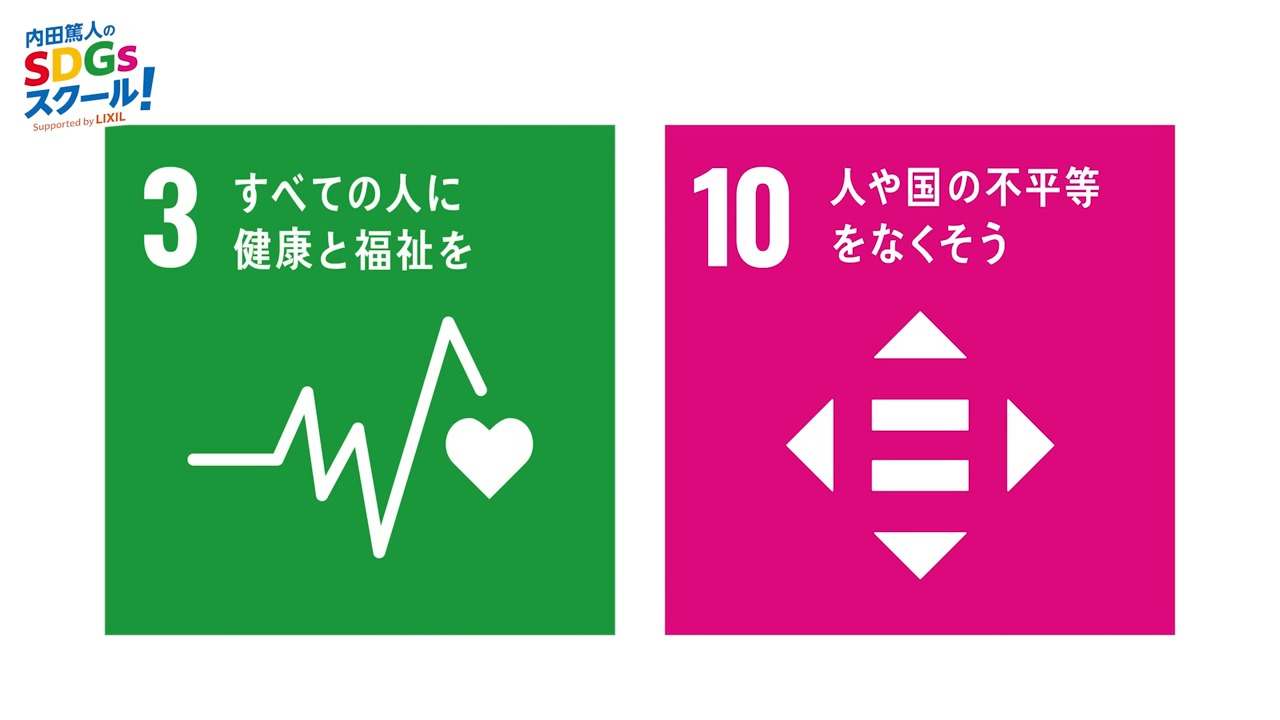 内田篤人の
SDGs
スクール!
Supported by LIXIL
3
すべての人に
健康と福祉を
10
人や国の不平等
をなくそう